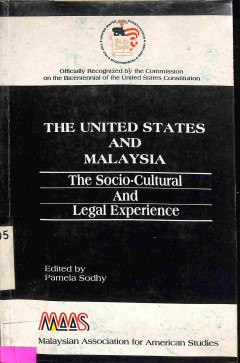 Officially Recognized by the Commission
on the Bicentennial of the United States Constitution
THE UNITED STATES
AND
MALAYSIA
The Socio-Cultural
And
Legal Experience
05
Edited by
Pamela Sodhy
MAAS
Malaysian Association for American Studies